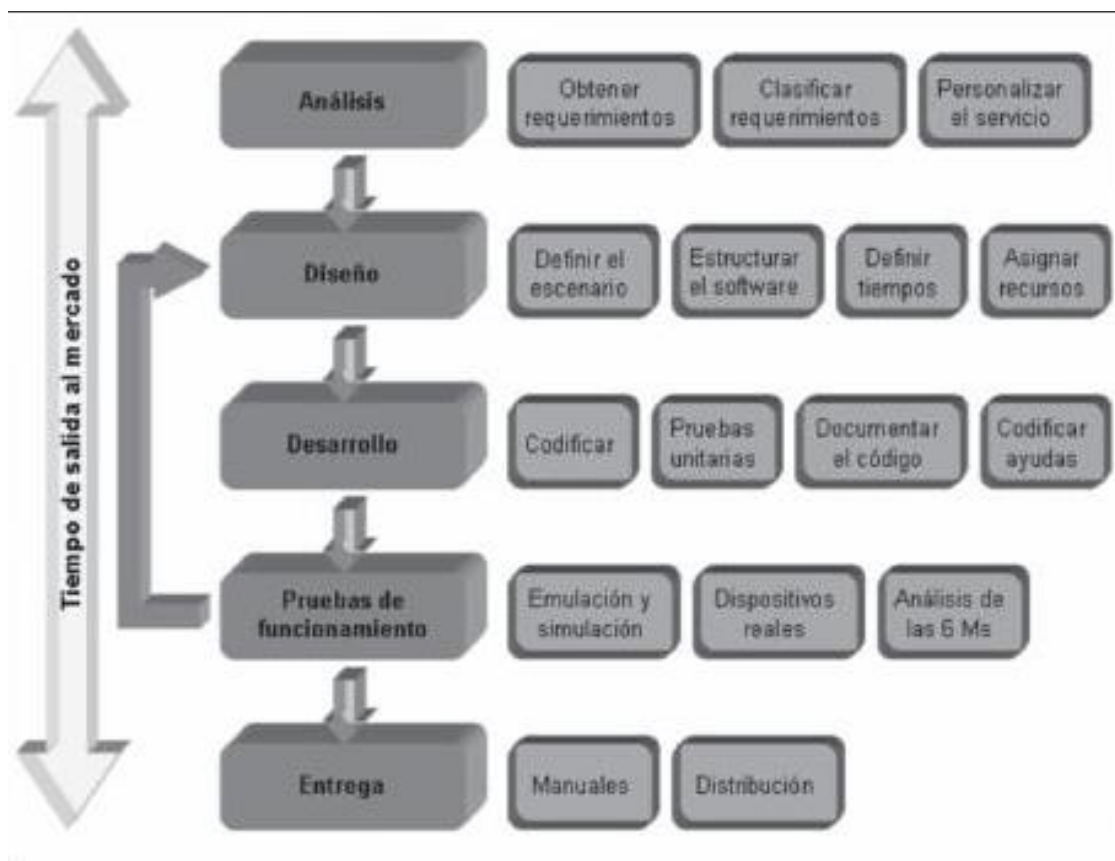 Tiempo de salida al mercado
Análisis
Obtener
requerimientos
Clasificar
requerimientos
Personalizar
el servicio
Diseño
Definir el
escenario
Estructurar
el software
Definir
tiempos
Asignar
recursos
Desarrollo
Codificar
Pruebas
unitarias
Documentar
el código
Codificar
ayudas
Pruebas de
funcionamiento
Emulación y
simulación
Dispositivos
reales
Análisis de
las 6 Ms
Entrega
Manuales
Distribución